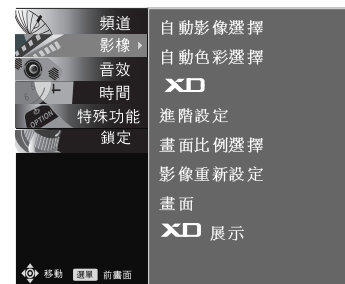 頻道
影像
音效
時間
特殊功能
鎖定
OPTION
移動 選單 前畫面
自動影像選擇
自動色彩選擇
XD
進階設定
畫面比例選擇
影像重新設定
畫面
XD 展示